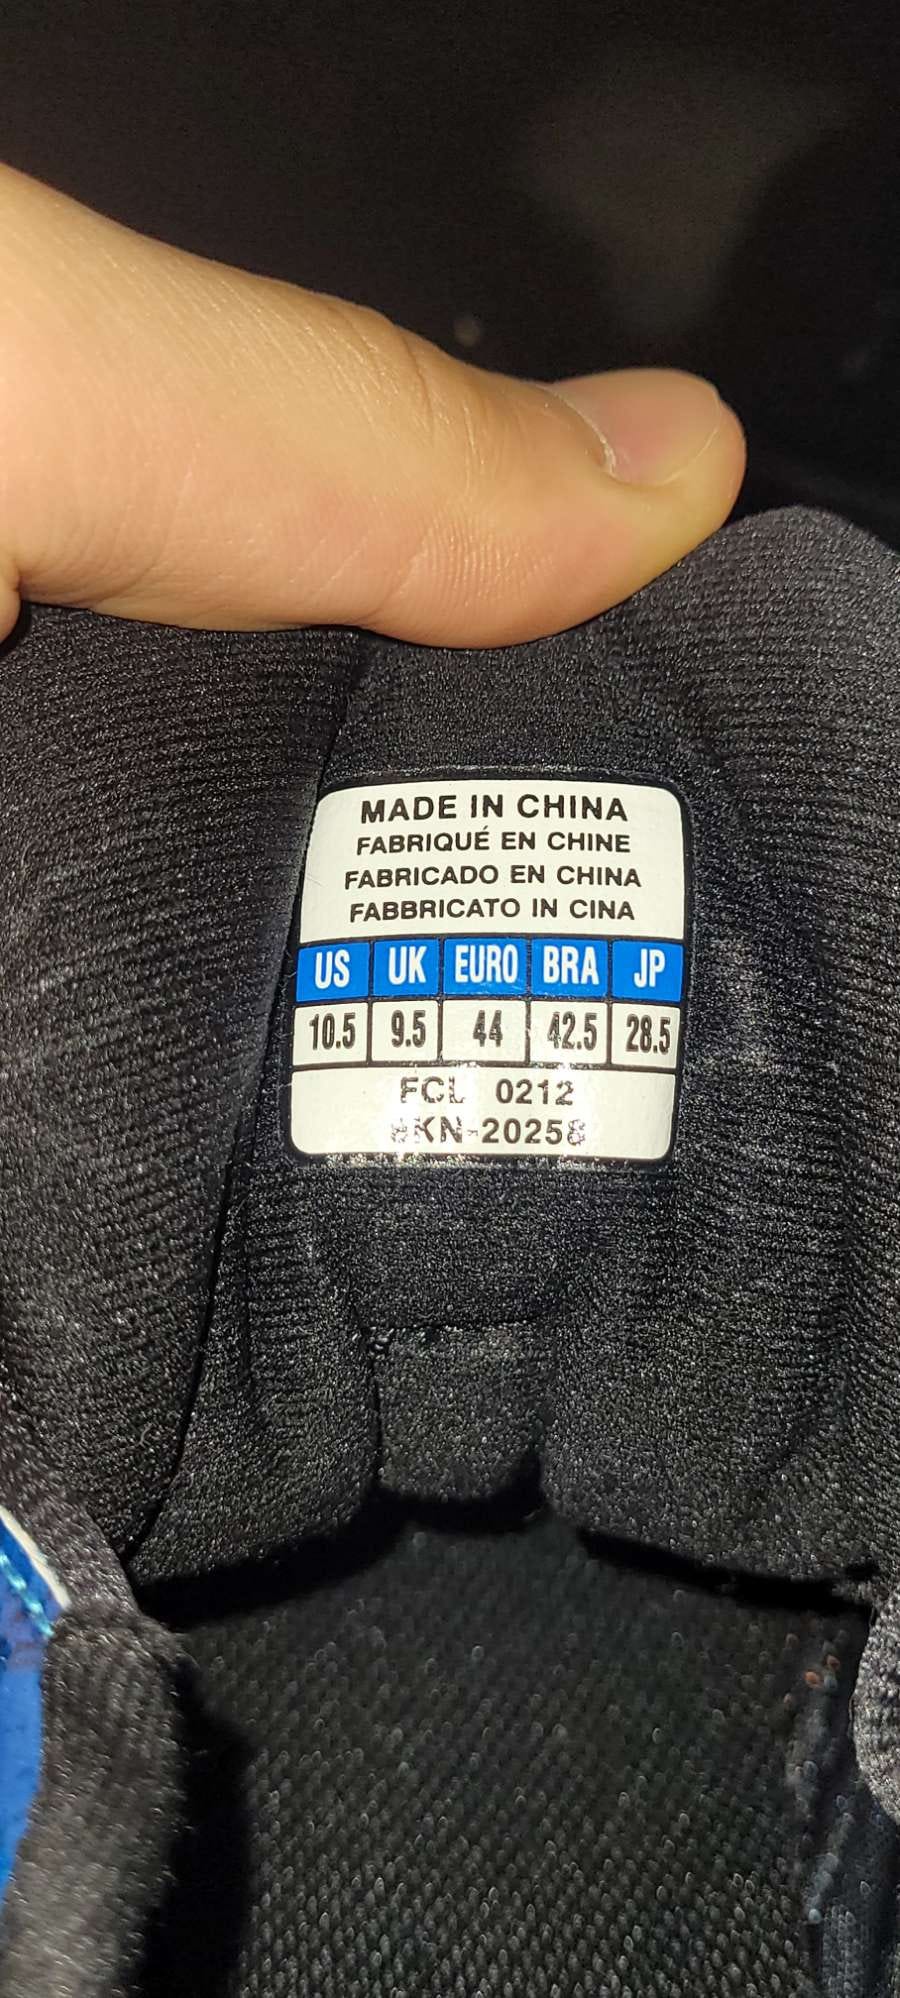 MADE IN CHINA
FABRIQUÉ EN CHINE
FABRICADO EN CHINA
FABBRICATO IN CINA
US UK EURO BRA JP
10.5 9.5 44 42.5 28.5
FCL 0212